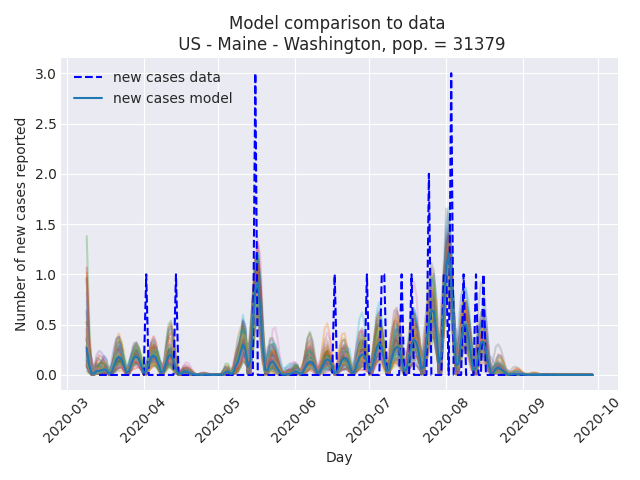 Model comparison to data
US - Maine - Washington, pop. = 31379
new cases data
new cases model
Number of new cases reported
3.0
2.5
2.0
1.5
1.0
0.5
0.0
2020-03
2020-04
2020-05
2020-06
2020-07
2020-08
2020-09
2020-10
Day